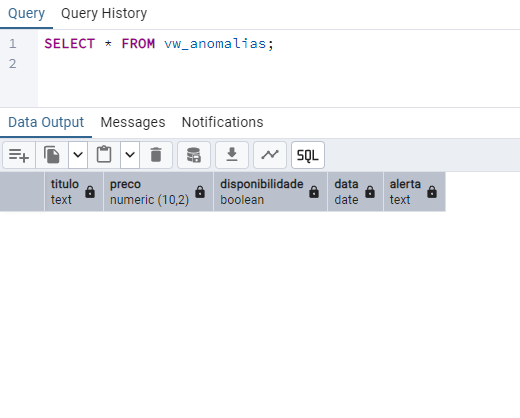 Query Query History
1 SELECT * FROM vw_anomalias;
2
Data Output Messages Notifications
SQL
titulo preco disponibilidade data alerta
text numeric (10,2) boolean date text